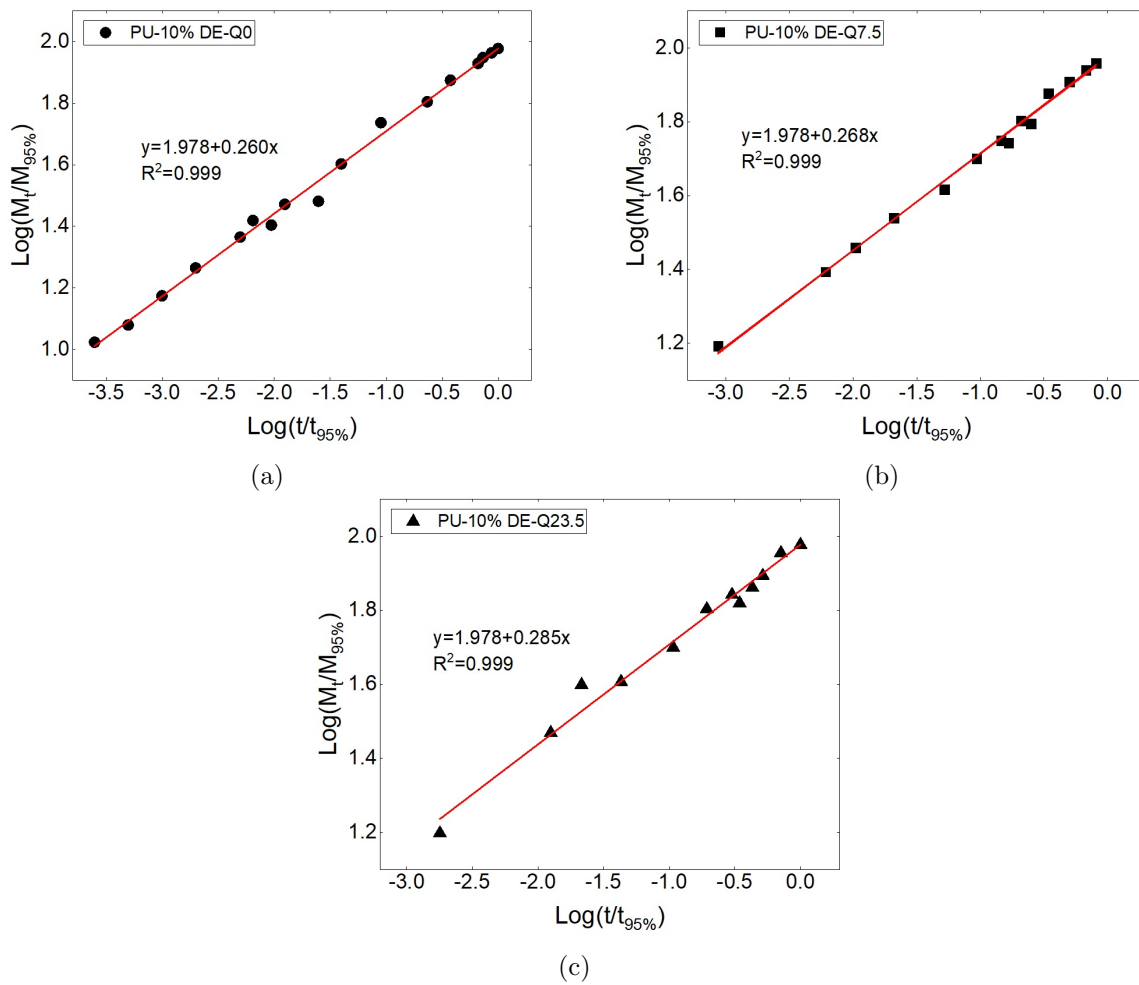 PU-10% DE-Q0
y=1.978+0.260x
R²=0.999
Log(Mₜ/M₉₅%)
2.0
1.8
1.6
1.4
1.2
1.0
-3.5 -3.0 -2.5 -2.0 -1.5 -1.0 -0.5 0.0
Log(t/t₉₅%)
(a)
PU-10% DE-Q7.5
y=1.978+0.268x
R²=0.999
Log(Mₜ/M₉₅%)
2.0
1.8
1.6
1.4
1.2
-3.0 -2.5 -2.0 -1.5 -1.0 -0.5 0.0
Log(t/t₉₅%)
(b)
PU-10% DE-Q23.5
y=1.978+0.285x
R²=0.999
Log(Mₜ/M₉₅%)
2.0
1.8
1.6
1.4
1.2
-3.0 -2.5 -2.0 -1.5 -1.0 -0.5 0.0
Log(t/t₉₅%)
(c)